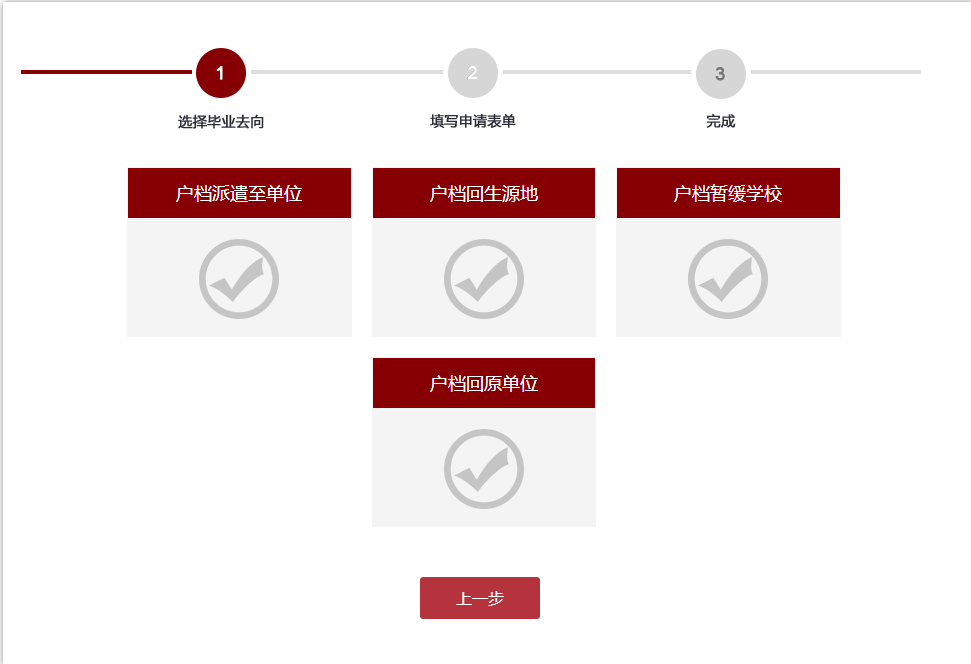 1
2
3
选择毕业去向
填写申请表单
完成
户档派遣至单位
户档回生源地
户档暂缓学校
户档回原单位
上一步